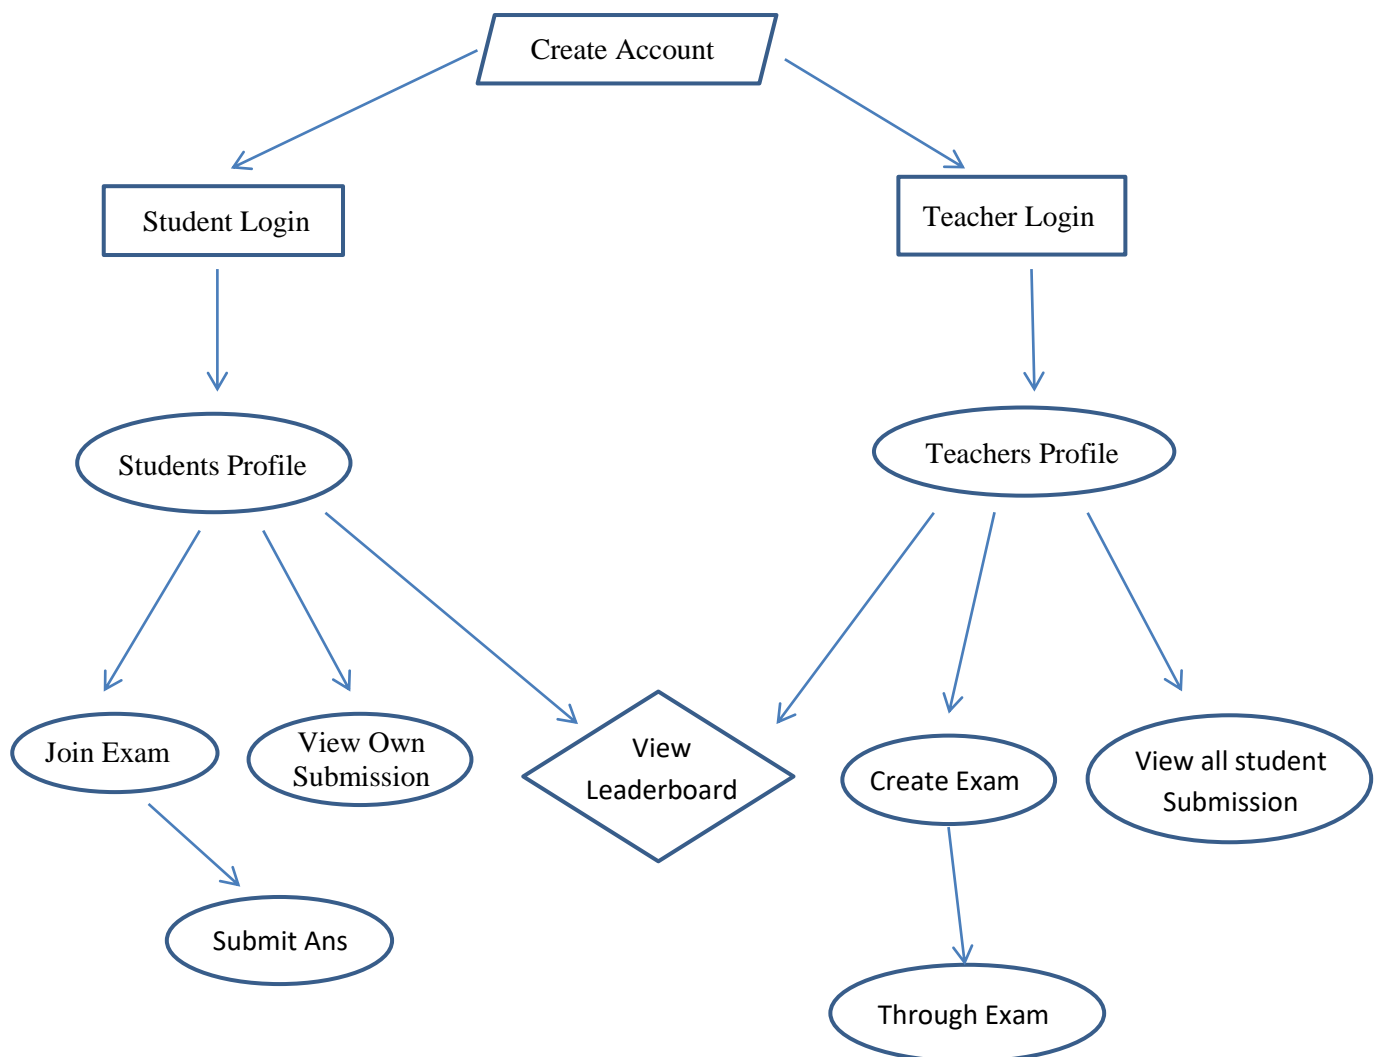 Create Account
Student Login
Teacher Login
Students Profile
Teachers Profile
Join Exam
View Own
Submission
View
Leaderboard
Create Exam
View all student
Submission
Submit Ans
Through Exam